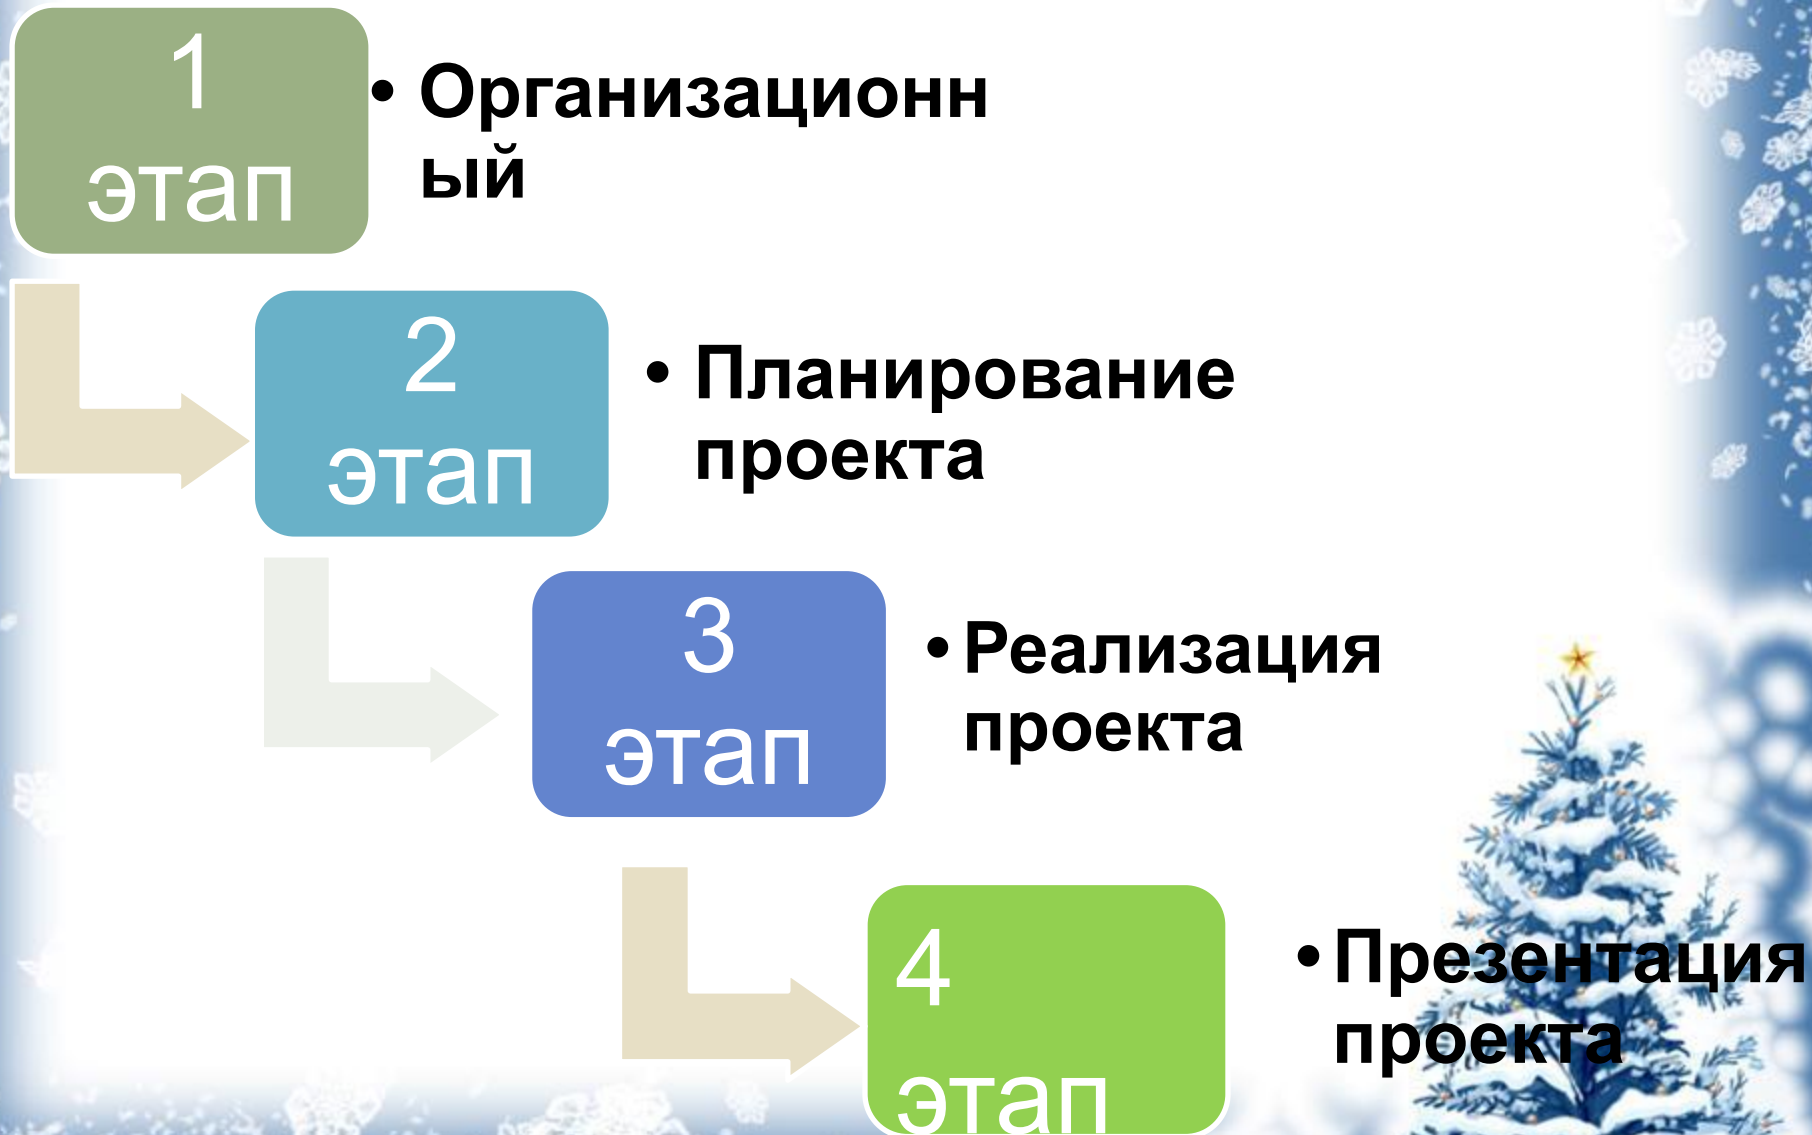 1
этап
• Организационн
ый
2
этап
• Планирование
проекта
3
этап
• Реализация
проекта
4
этап
• Презентация
проекта